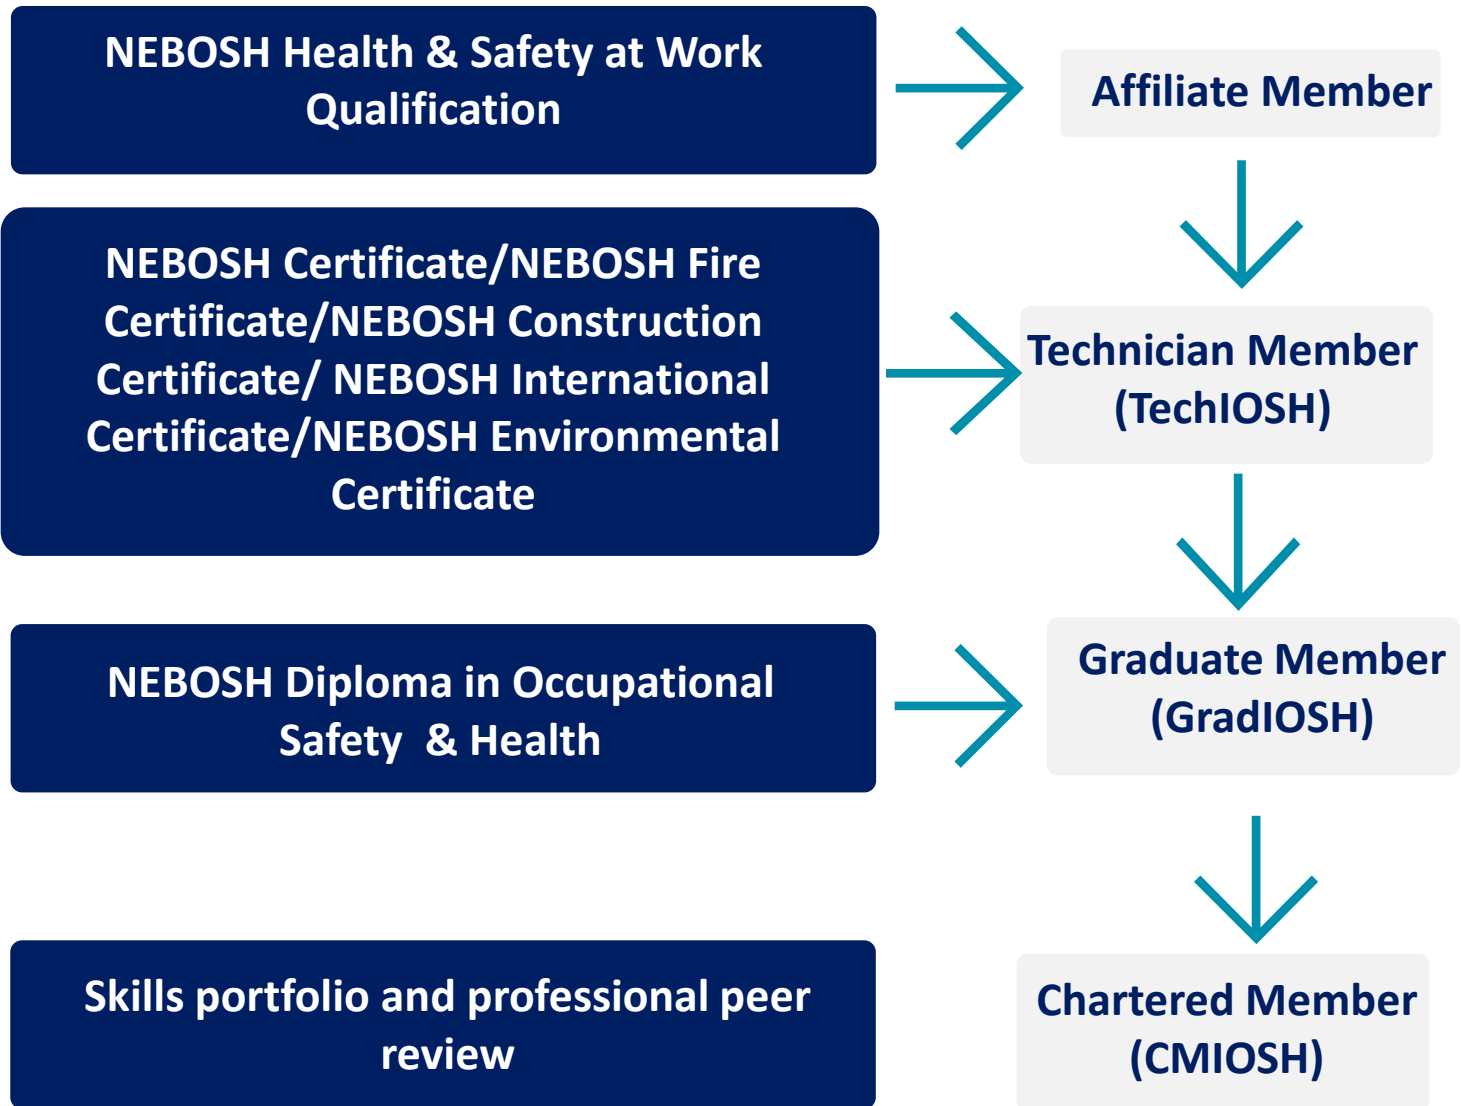 NEBOSH Health & Safety at Work
Qualification
Affiliate Member
NEBOSH Certificate/NEBOSH Fire
Certificate/NEBOSH Construction
Certificate/ NEBOSH International
Certificate/NEBOSH Environmental
Certificate
Technician Member
(TechIOSH)
NEBOSH Diploma in Occupational
Safety  & Health
Graduate Member
(GradIOSH)
Skills portfolio and professional peer
review
Chartered Member
(CMIOSH)